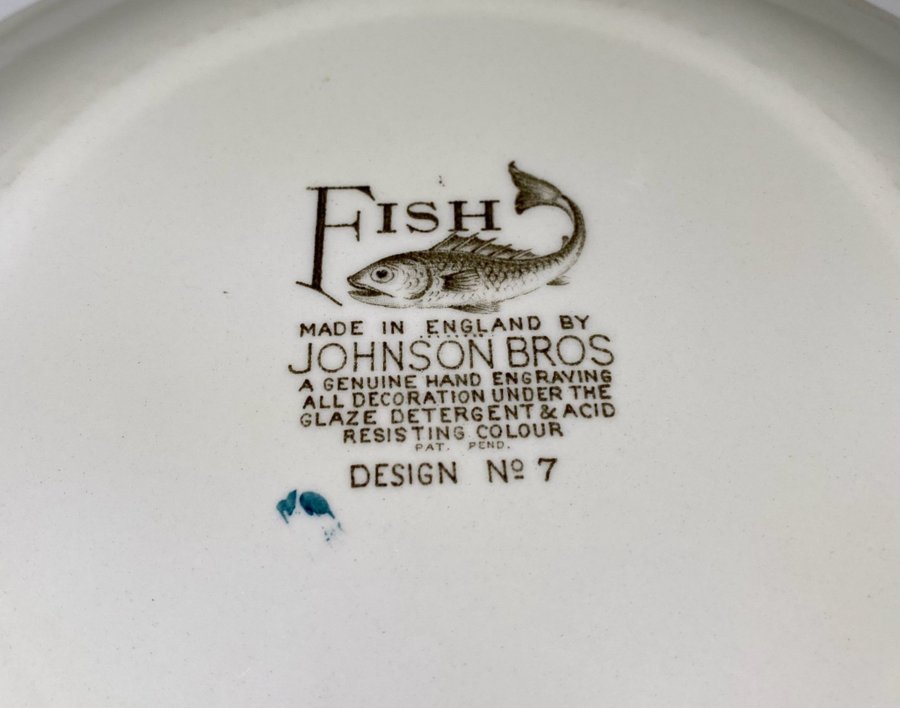 FISH
MADE IN ENGLAND BY
JOHNSON BROS
A GENUINE HAND ENGRAVING
ALL DECORATION UNDER THE
GLAZE DETERGENT & ACID
RESISTING COLOUR
PAT. PEND.
DESIGN Nº 7